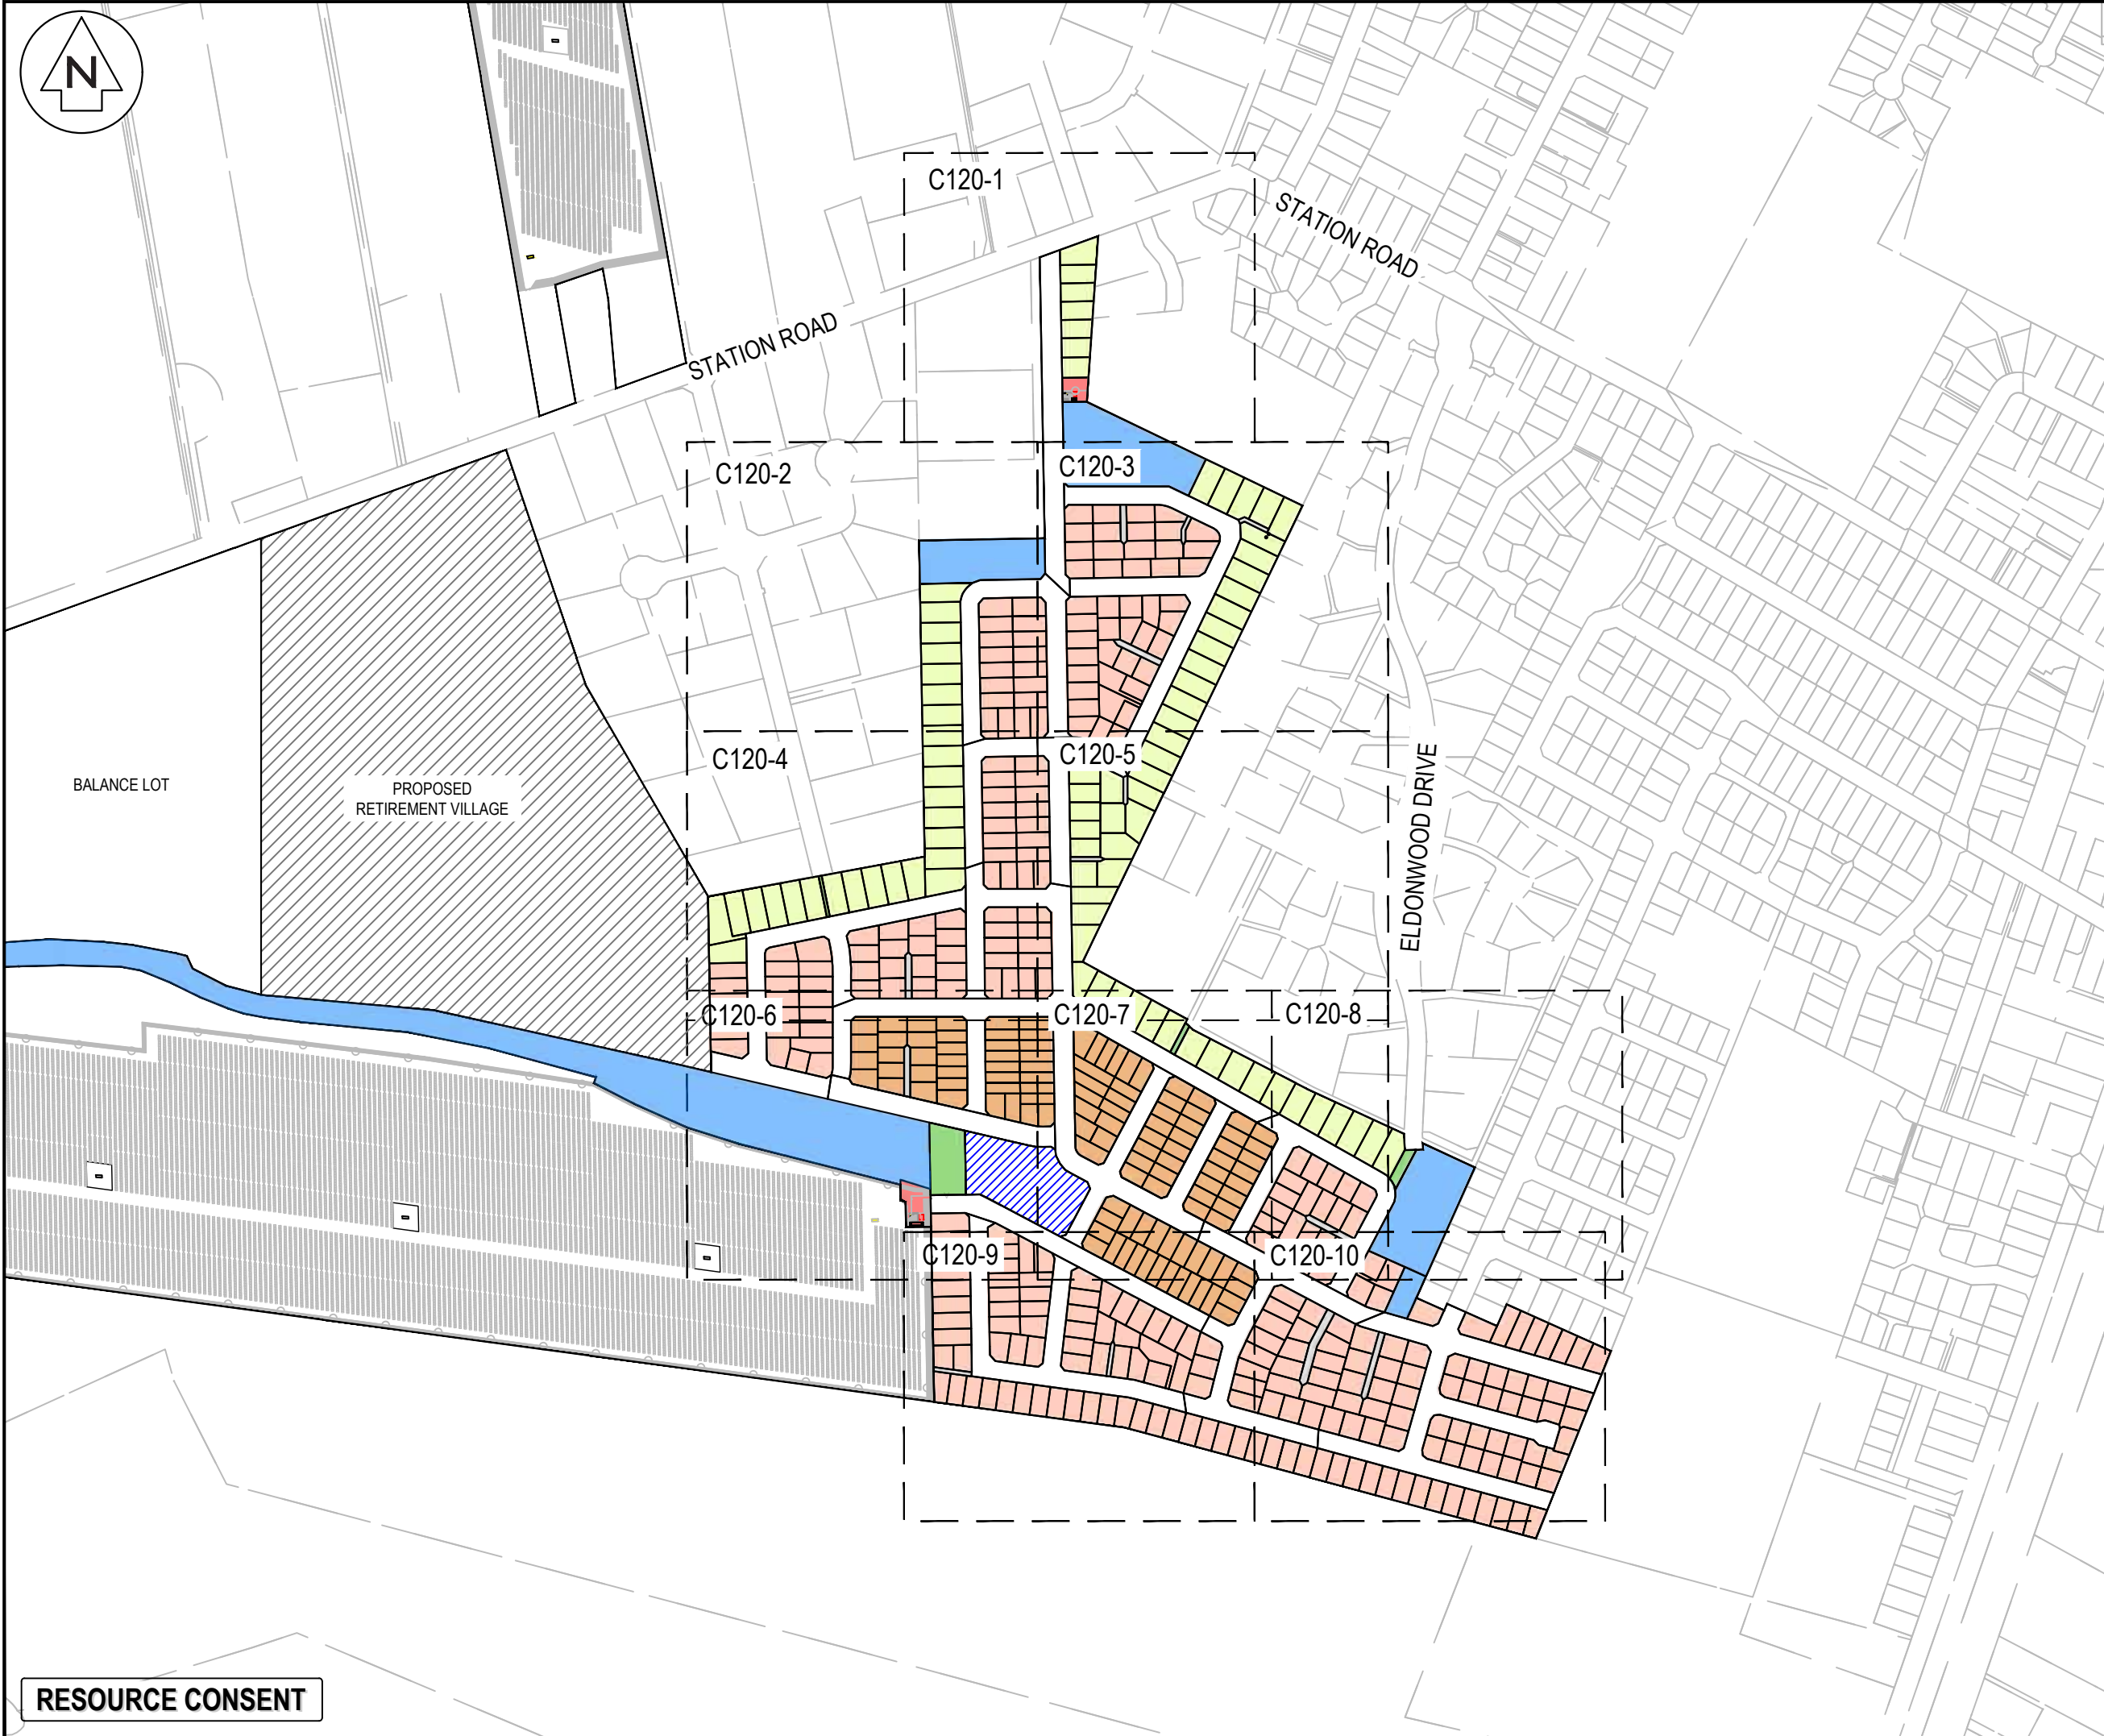 N
C120-1
STATION ROAD
STATION ROAD
C120-2
C120-3
C120-4
C120-5
BALANCE LOT
PROPOSED
RETIREMENT VILLAGE
ELDONWOOD DRIVE
C120-6
C120-7
C120-8
C120-9
C120-10
RESOURCE CONSENT